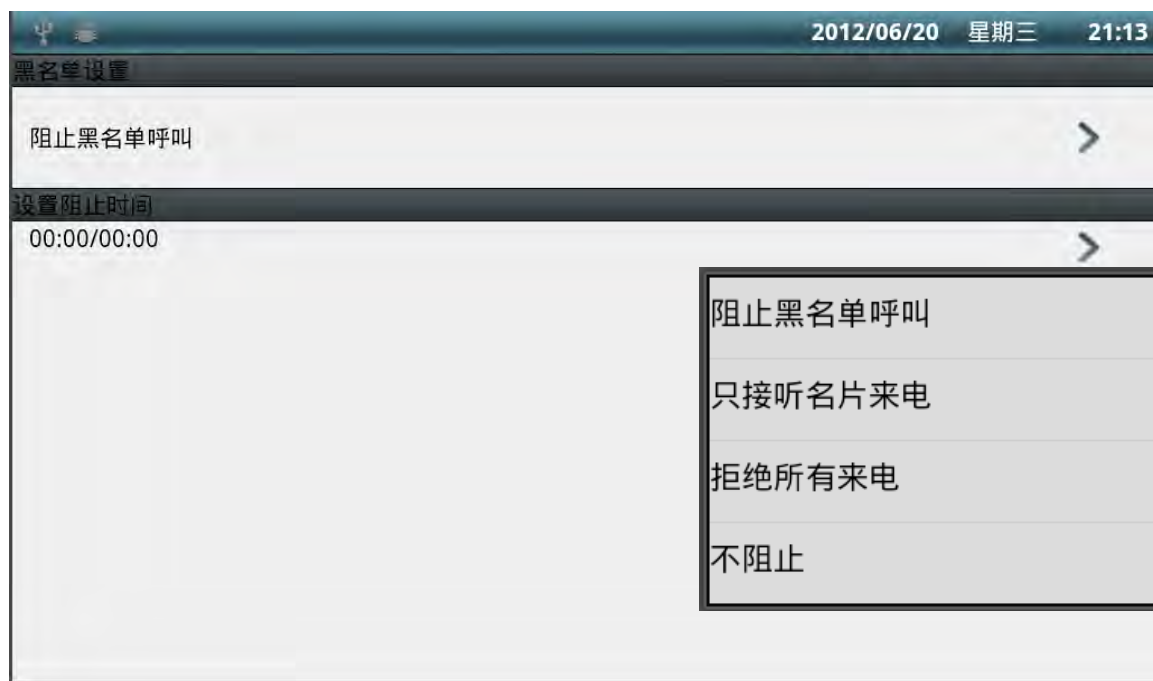 2012/06/20 星期三 21:13
黑名单设置
阻止黑名单呼叫
设置阻止时间
00:00/00:00
阻止黑名单呼叫
只接听名片来电
拒绝所有来电
不阻止